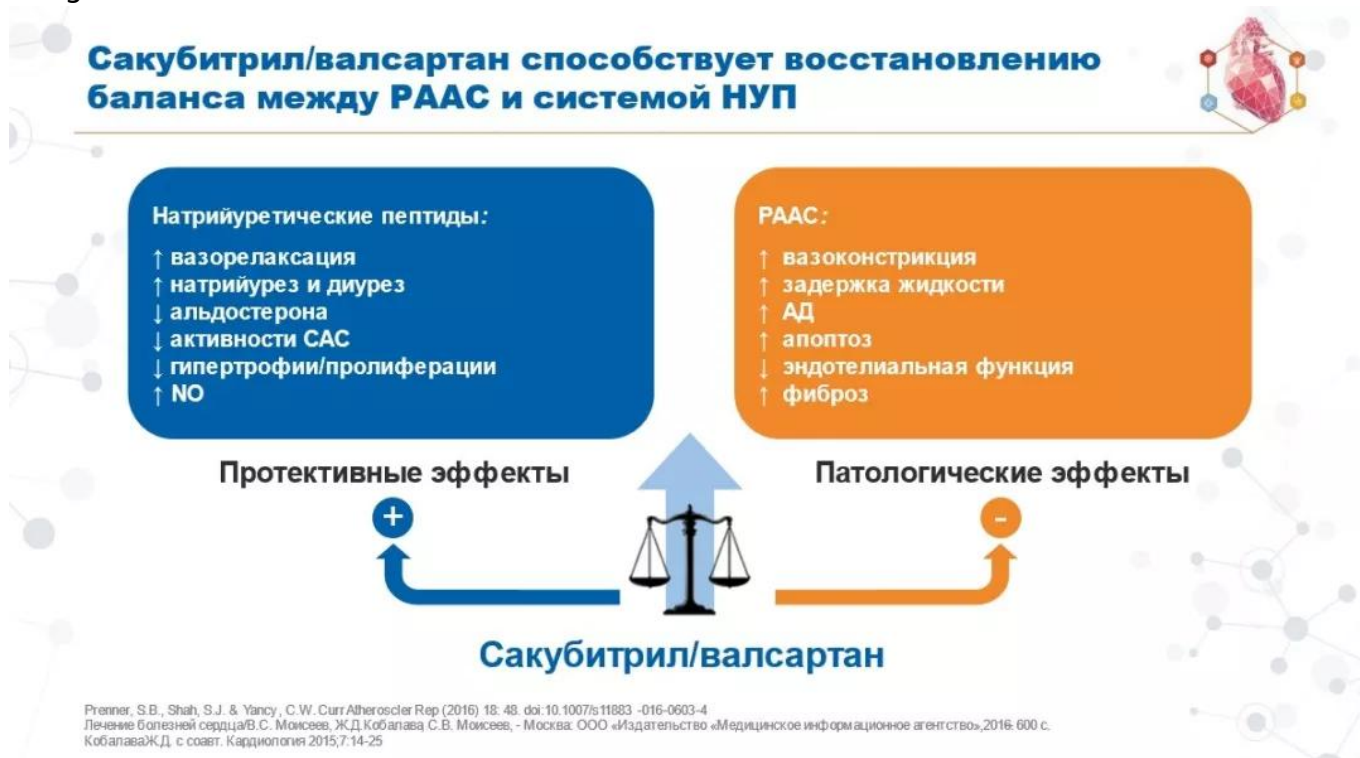 Сакубитрил/валсартан способствует восстановлению
баланса между РААС и системой НУП
Натрийуретические пептиды:
↑ вазорелаксация
↑ натрийурез и диурез
↓ альдостерона
↓ активности САС
↓ гипертрофии/пролиферации
↑ NO
РААС:
↑ вазоконстрикция
↑ задержка жидкости
↑ АД
↑ апоптоз
↓ эндотелиальная функция
↑ фиброз
Протективные эффекты
Патологические эффекты
+
-
Сакубитрил/валсартан
Prenner, S.B., Shah, S.J. & Yancy, C.W. Curr Atheroscler Rep (2016) 18: 48. doi:10.1007/s11883 -016-0603-4
Лечение болезней сердца/В.С. Моисеев, Ж.Д.Кобалава, С.В. Моисеев, - Москва: ООО «Издательство «Медицинское информационное агентство»,2016- 600 с.
КобалаваЖ.Д. с соавт. Кардиология 2015;7:14-25